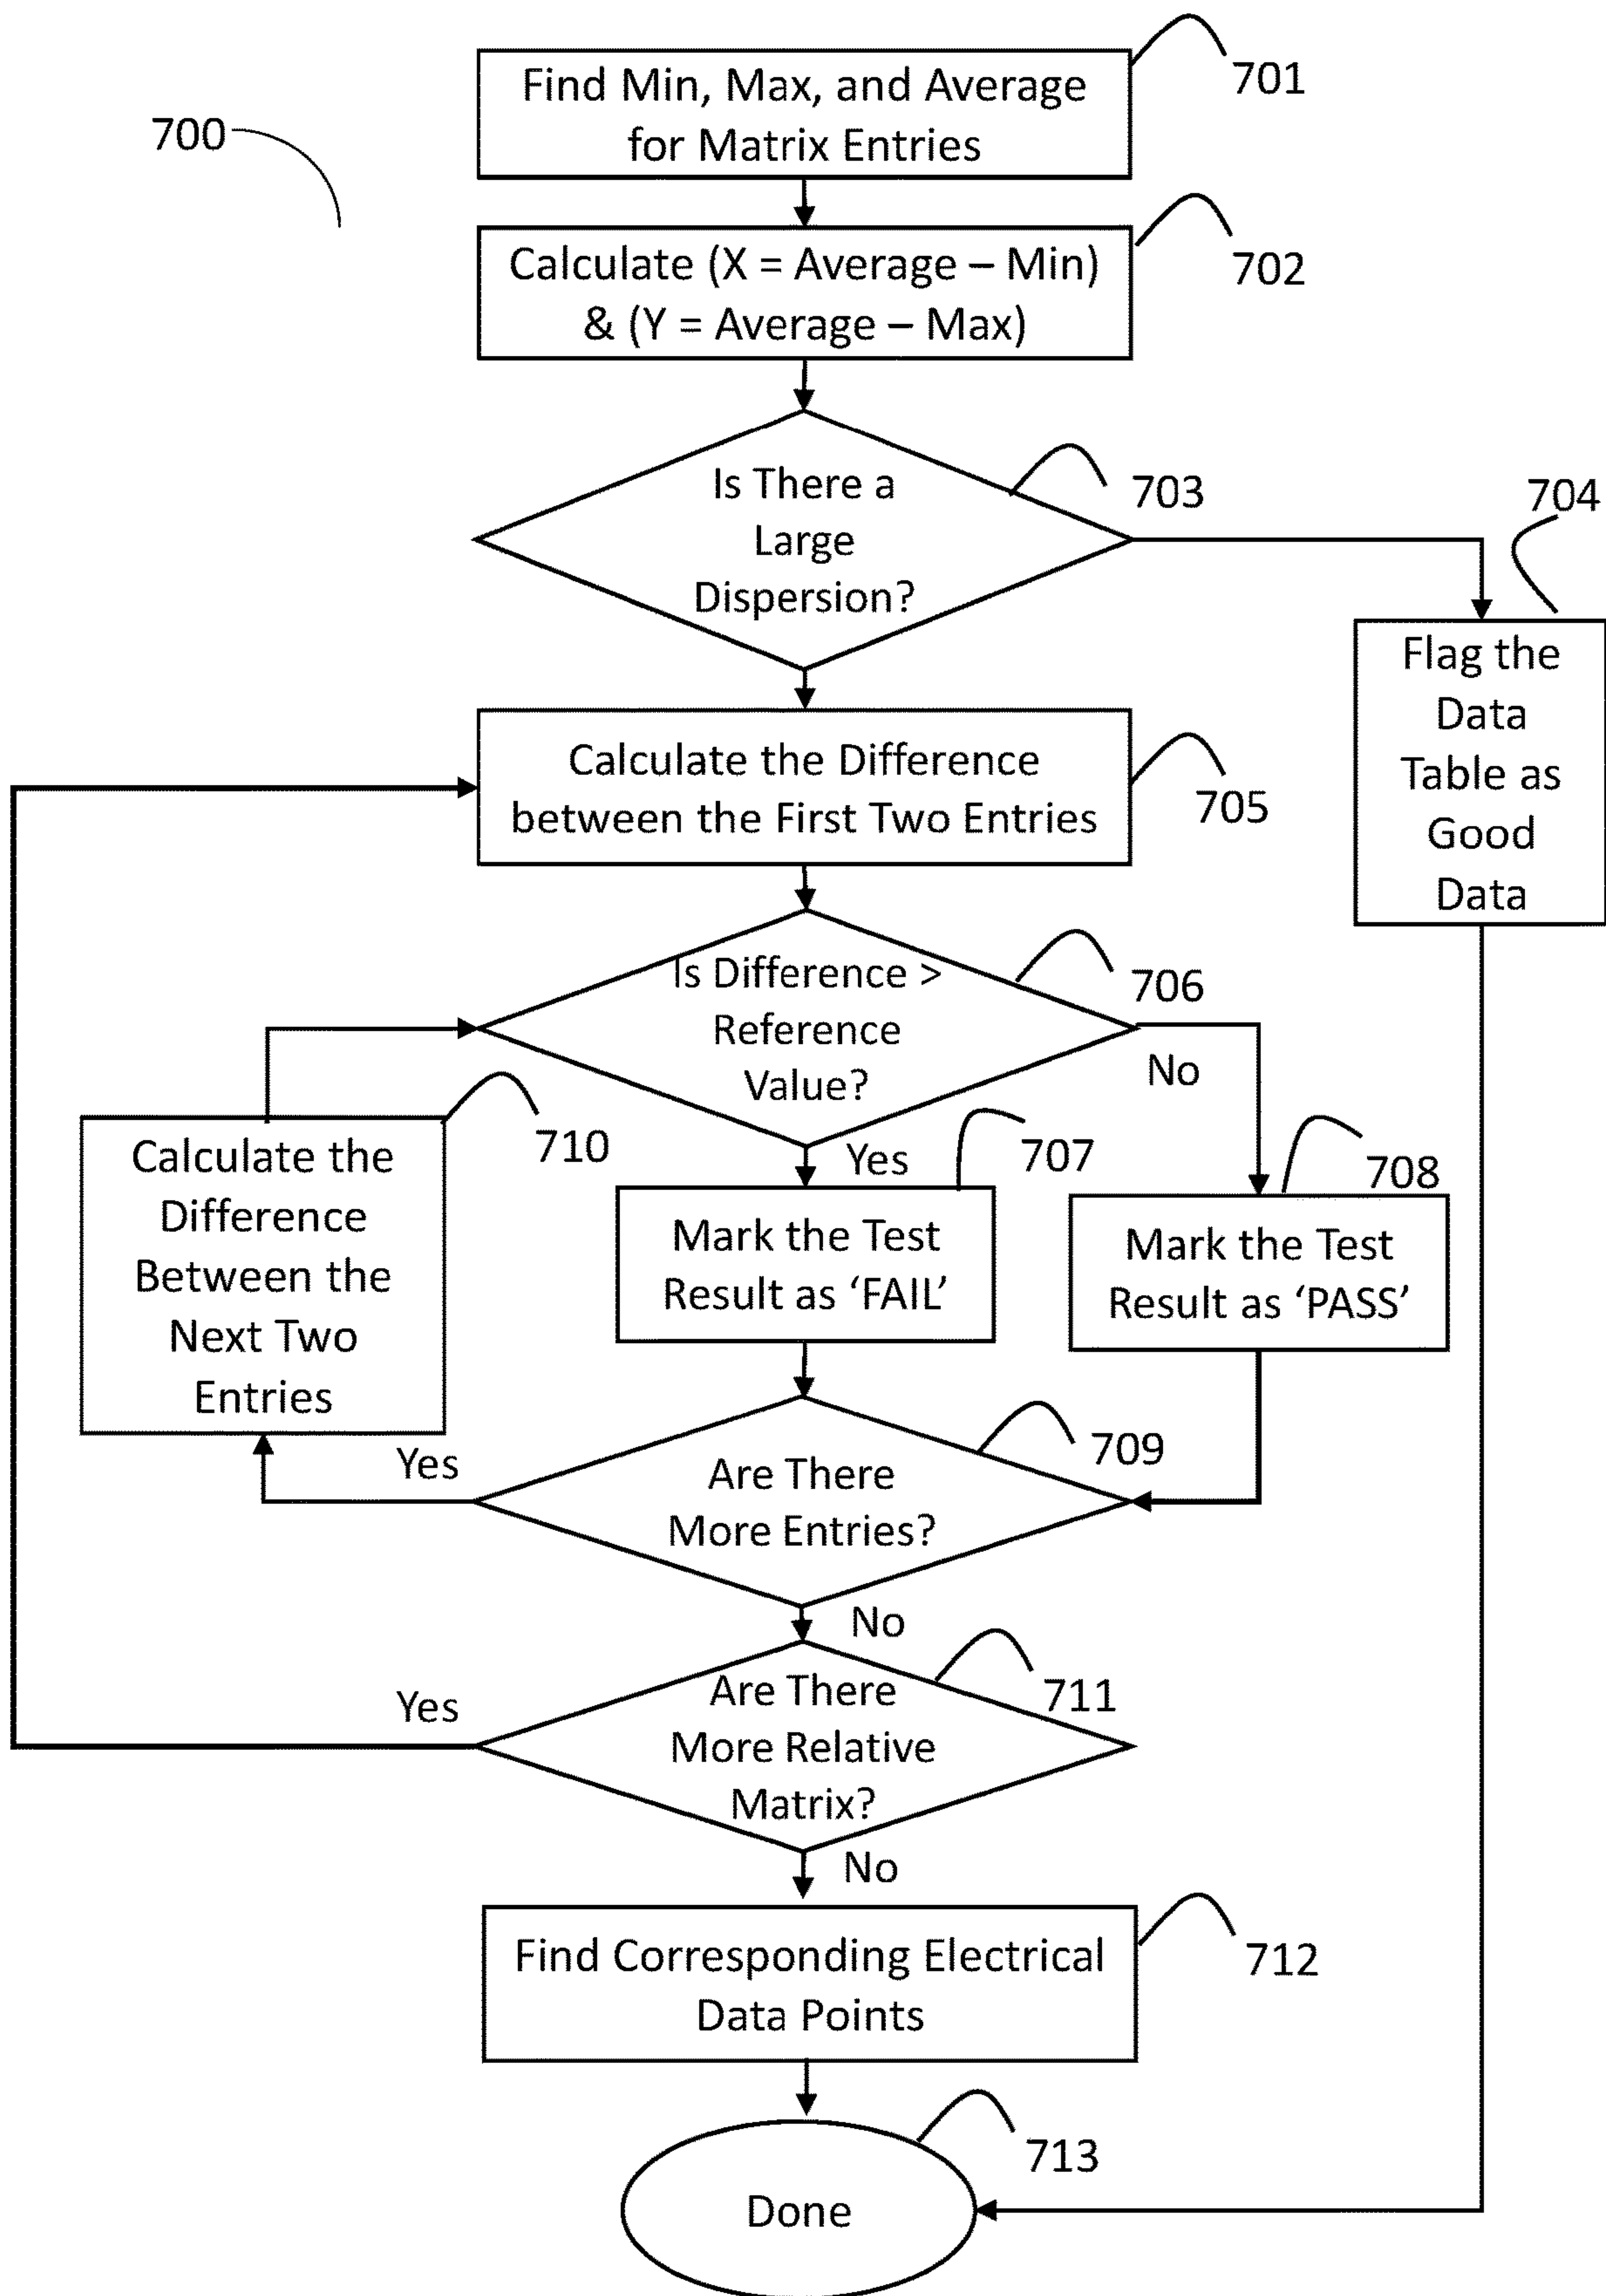 701
Find Min, Max, and Average
for Matrix Entries
700
702
Calculate (X = Average – Min)
& (Y = Average – Max)
703
Is There a
Large
Dispersion?
704
Flag the
Data
Table as
Good
Data
705
Calculate the Difference
between the First Two Entries
706
Is Difference >
Reference
Value?
No
Yes
710
Calculate the
Difference
Between the
Next Two
Entries
707
Mark the Test
Result as ‘FAIL’
708
Mark the Test
Result as ‘PASS’
709
Are There
More Entries?
Yes
No
711
Are There
More Relative
Matrix?
Yes
No
712
Find Corresponding Electrical
Data Points
713
Done